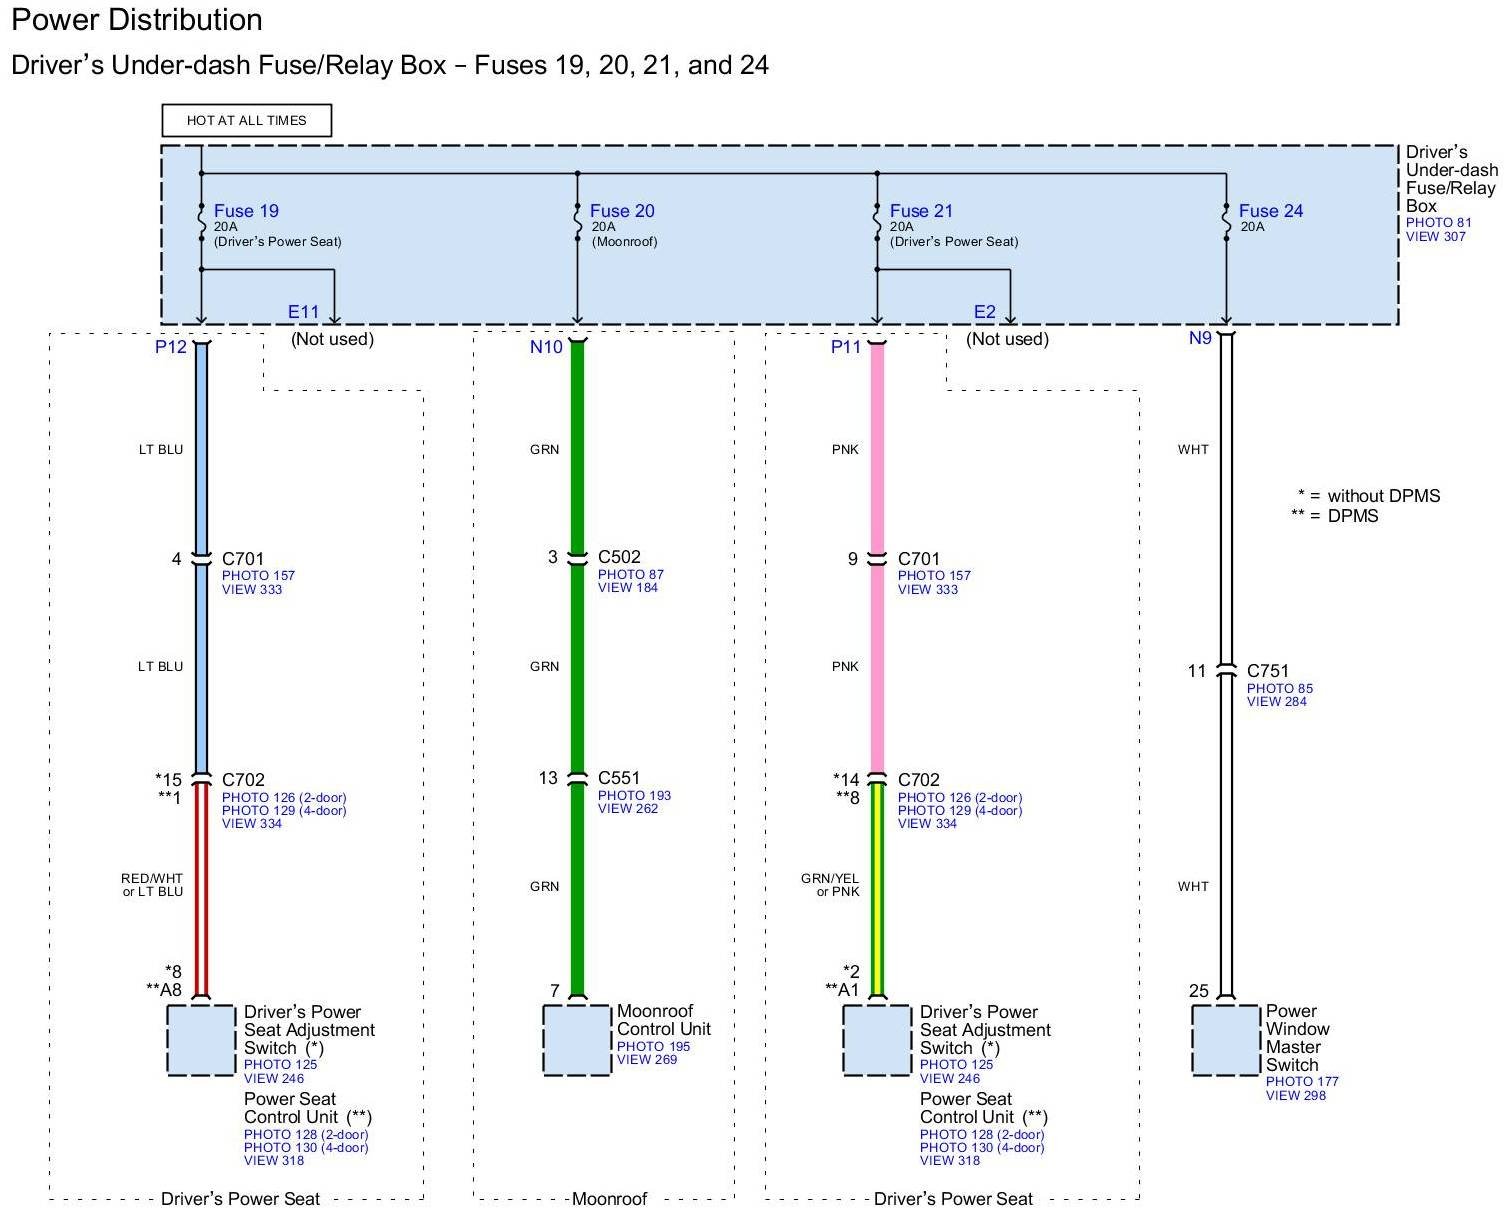 Power Distribution
Driver's Under-dash Fuse/Relay Box – Fuses 19, 20, 21, and 24
HOT AT ALL TIMES
Driver's
Under-dash
Fuse/Relay
Box
PHOTO 81
VIEW 307
Fuse 19
20A
(Driver's Power Seat)
Fuse 20
20A
(Moonroof)
Fuse 21
20A
(Driver's Power Seat)
Fuse 24
20A
E11
(Not used)
E2
(Not used)
P12
LT BLU
4
C701
PHOTO 157
VIEW 333
LT BLU
*15
**1
C702
PHOTO 126 (2-door)
PHOTO 129 (4-door)
VIEW 334
RED/WHT
or LT BLU
*8
**A8
Driver's Power
Seat Adjustment
Switch (*)
PHOTO 125
VIEW 246
Power Seat
Control Unit (**)
PHOTO 128 (2-door)
PHOTO 130 (4-door)
VIEW 318
Driver's Power Seat
N10
GRN
3
C502
PHOTO 87
VIEW 184
GRN
13
C551
PHOTO 193
VIEW 262
GRN
7
Moonroof
Control Unit
PHOTO 195
VIEW 269
Moonroof
P11
PNK
9
C701
PHOTO 157
VIEW 333
PNK
*14
**8
C702
PHOTO 126 (2-door)
PHOTO 129 (4-door)
VIEW 334
GRN/YEL
or PNK
*2
**A1
Driver's Power
Seat Adjustment
Switch (*)
PHOTO 125
VIEW 246
Power Seat
Control Unit (**)
PHOTO 128 (2-door)
PHOTO 130 (4-door)
VIEW 318
Driver's Power Seat
N9
WHT
* = without DPMS
** = DPMS
11
C751
PHOTO 85
VIEW 284
WHT
25
Power
Window
Master
Switch
PHOTO 177
VIEW 298